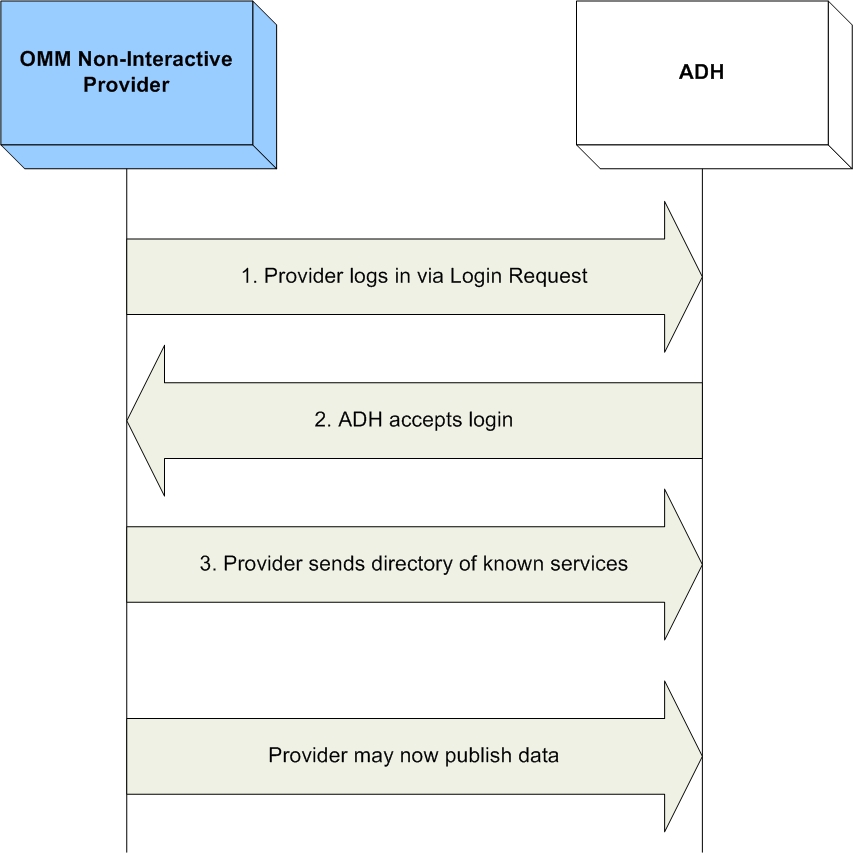 OMM Non-Interactive
Provider
ADH
1. Provider logs in via Login Request
2. ADH accepts login
3. Provider sends directory of known services
Provider may now publish data